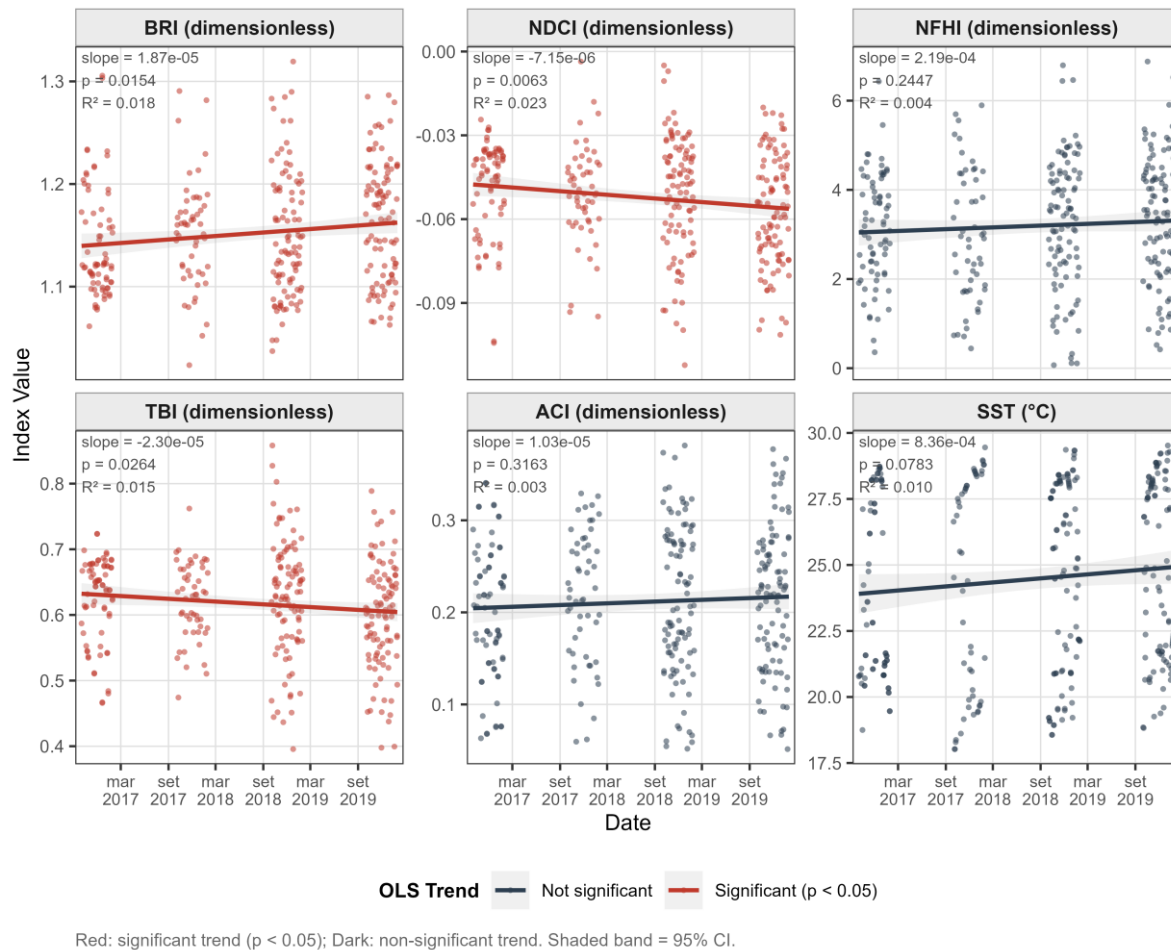 BRI (dimensionless)
NDCI (dimensionless)
NFHI (dimensionless)
slope = 1.87e-05
p = 0.0154
R² = 0.018
1.3
1.2
1.1
slope = -7.15e-06
p = 0.0063
R² = 0.023
0.00
-0.03
-0.06
-0.09
slope = 2.19e-04
p = 0.2447
R² = 0.004
6
4
2
0
Index Value
TBI (dimensionless)
ACI (dimensionless)
SST (°C)
slope = -2.30e-05
p = 0.0264
R² = 0.015
0.8
0.7
0.6
0.5
0.4
slope = 1.03e-05
p = 0.3163
R² = 0.003
0.3
0.2
0.1
slope = 8.36e-04
p = 0.0783
R² = 0.010
30.0
27.5
25.0
22.5
20.0
17.5
mar 2017
set 2017
mar 2018
set 2018
mar 2019
set 2019
mar 2017
set 2017
mar 2018
set 2018
mar 2019
set 2019
mar 2017
set 2017
mar 2018
set 2018
mar 2019
set 2019
Date
OLS Trend
Not significant
Significant (p < 0.05)
Red: significant trend (p < 0.05); Dark: non-significant trend. Shaded band = 95% CI.